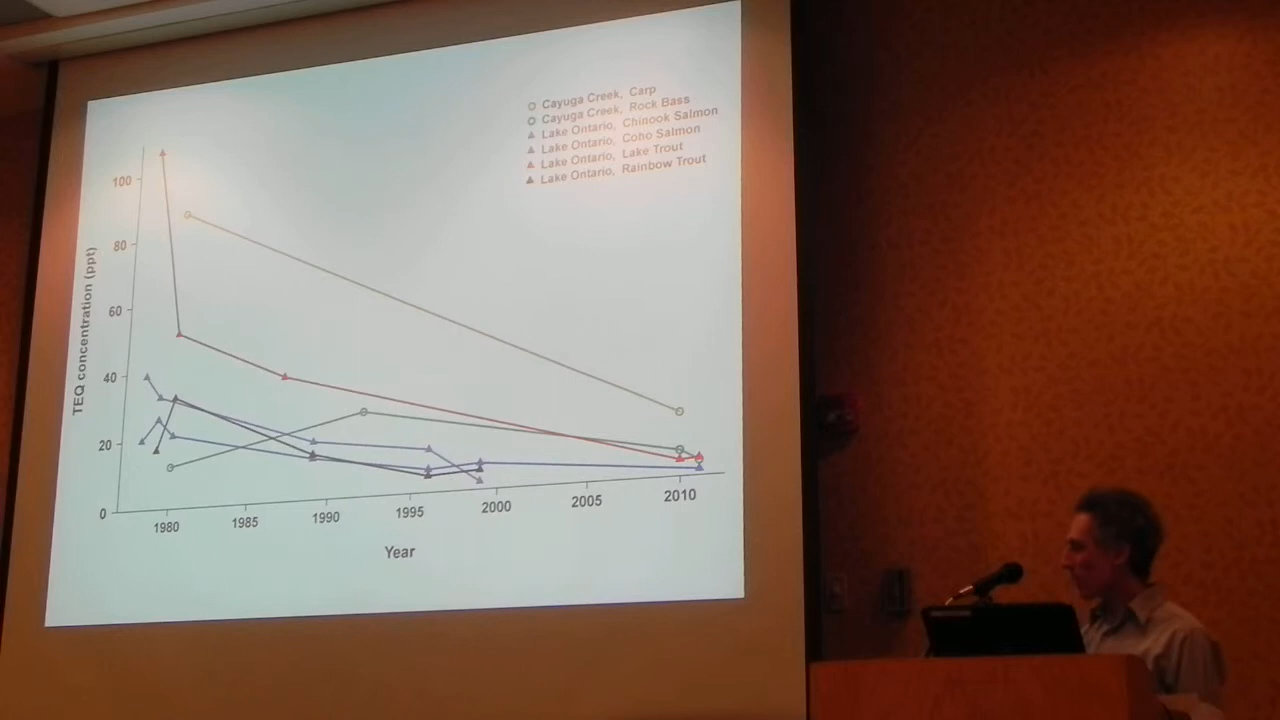 Cayuga Creek, Carp
Cayuga Creek, Rock Bass
Lake Ontario, Chinook Salmon
Lake Ontario, Coho Salmon
Lake Ontario, Lake Trout
Lake Ontario, Rainbow Trout
TEQ concentration (ppt)
100
80
60
40
20
0
1980 1985 1990 1995 2000 2005 2010
Year